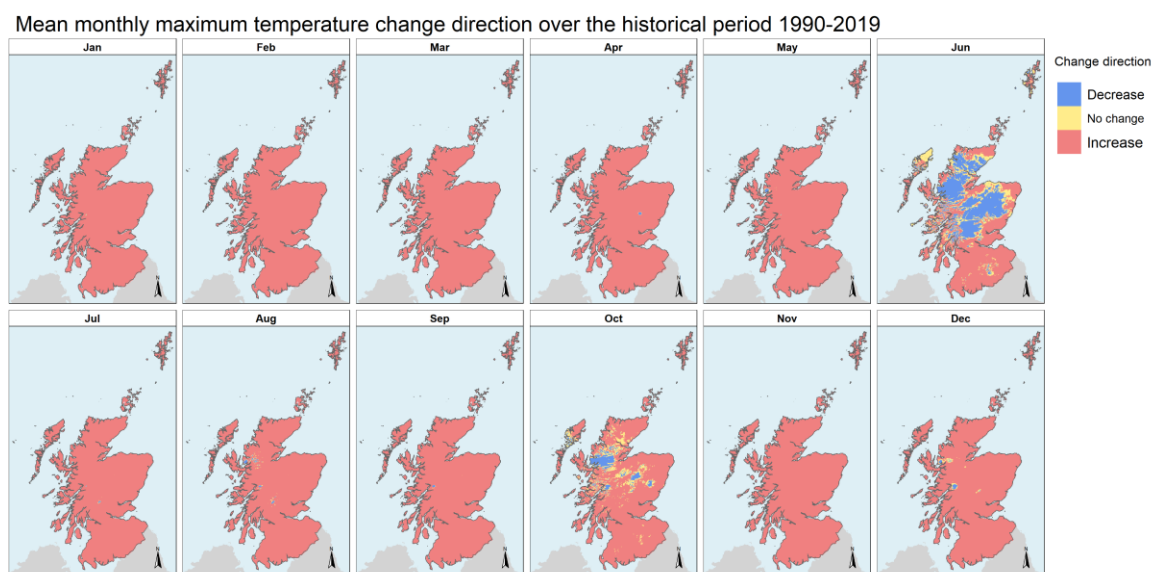 Mean monthly maximum temperature change direction over the historical period 1990-2019
Jan
Feb
Mar
Apr
May
Jun
Change direction
Decrease
No change
Increase
N
N
N
N
N
N
Jul
Aug
Sep
Oct
Nov
Dec
N
N
N
N
N
N